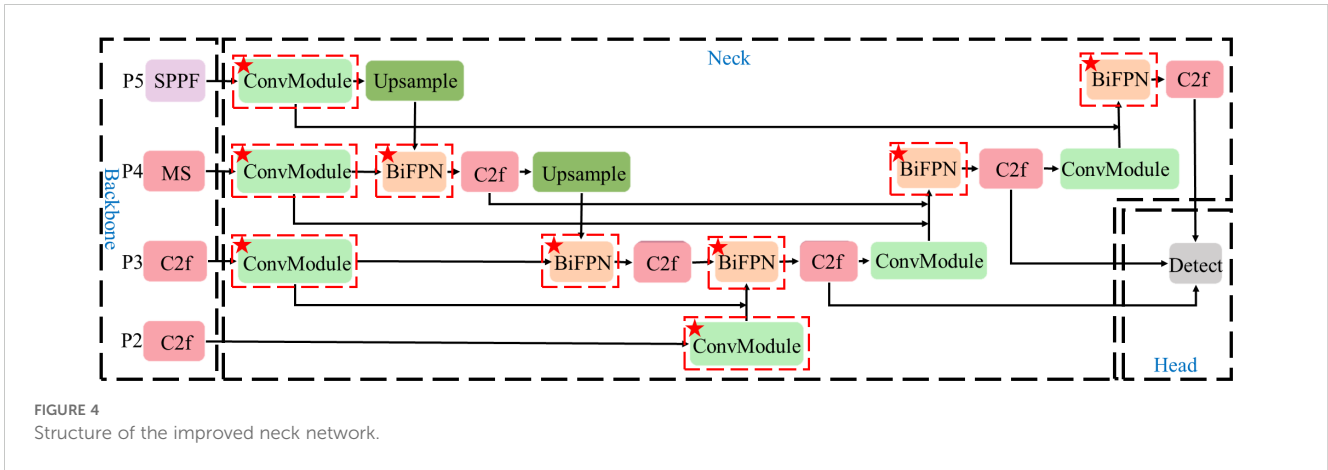 Neck
P5 SPPF ConvModule Upsample BiFPN C2f
P4 MS ConvModule BiFPN C2f Upsample BiFPN C2f ConvModule
Backbone
P3 C2f ConvModule BiFPN C2f BiFPN C2f ConvModule Detect
P2 C2f ConvModule
Head
FIGURE 4
Structure of the improved neck network.